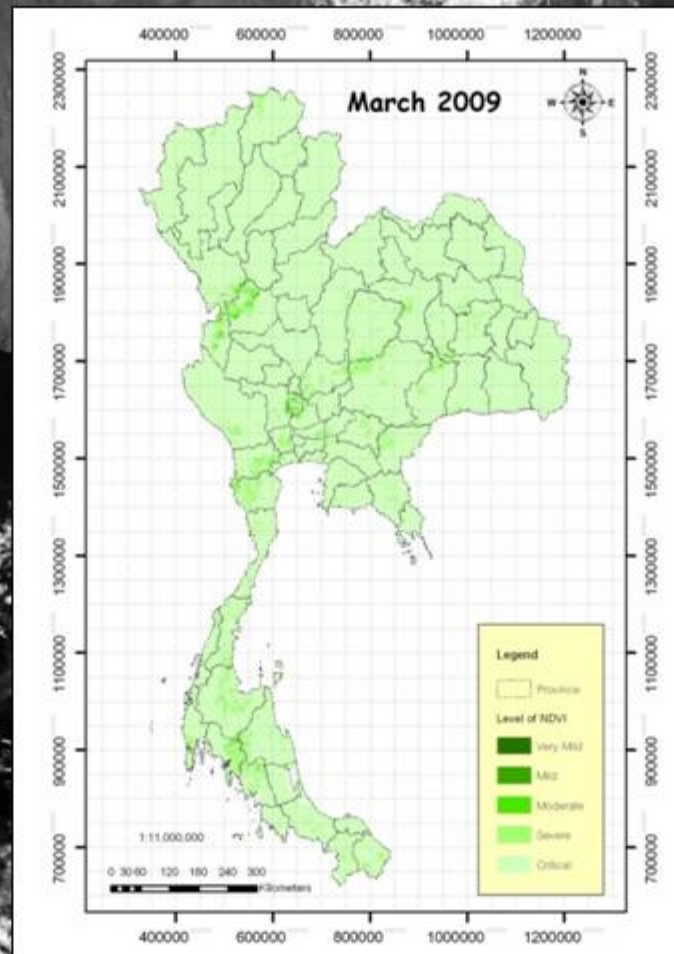 400000 600000 800000 1000000 1200000
March 2009
N
W E
S
2300000 2300000
2100000 2100000
1900000 1900000
1700000 1700000
1500000 1500000
1300000 1300000
1100000 1100000
900000 900000
700000 700000
Legend
Province
Level of NDVI
Very Mild
Mild
Moderate
Severe
Critical
1:11,000,000
0 30 60 120 180 240 300
Kilometers
400000 600000 800000 1000000 1200000